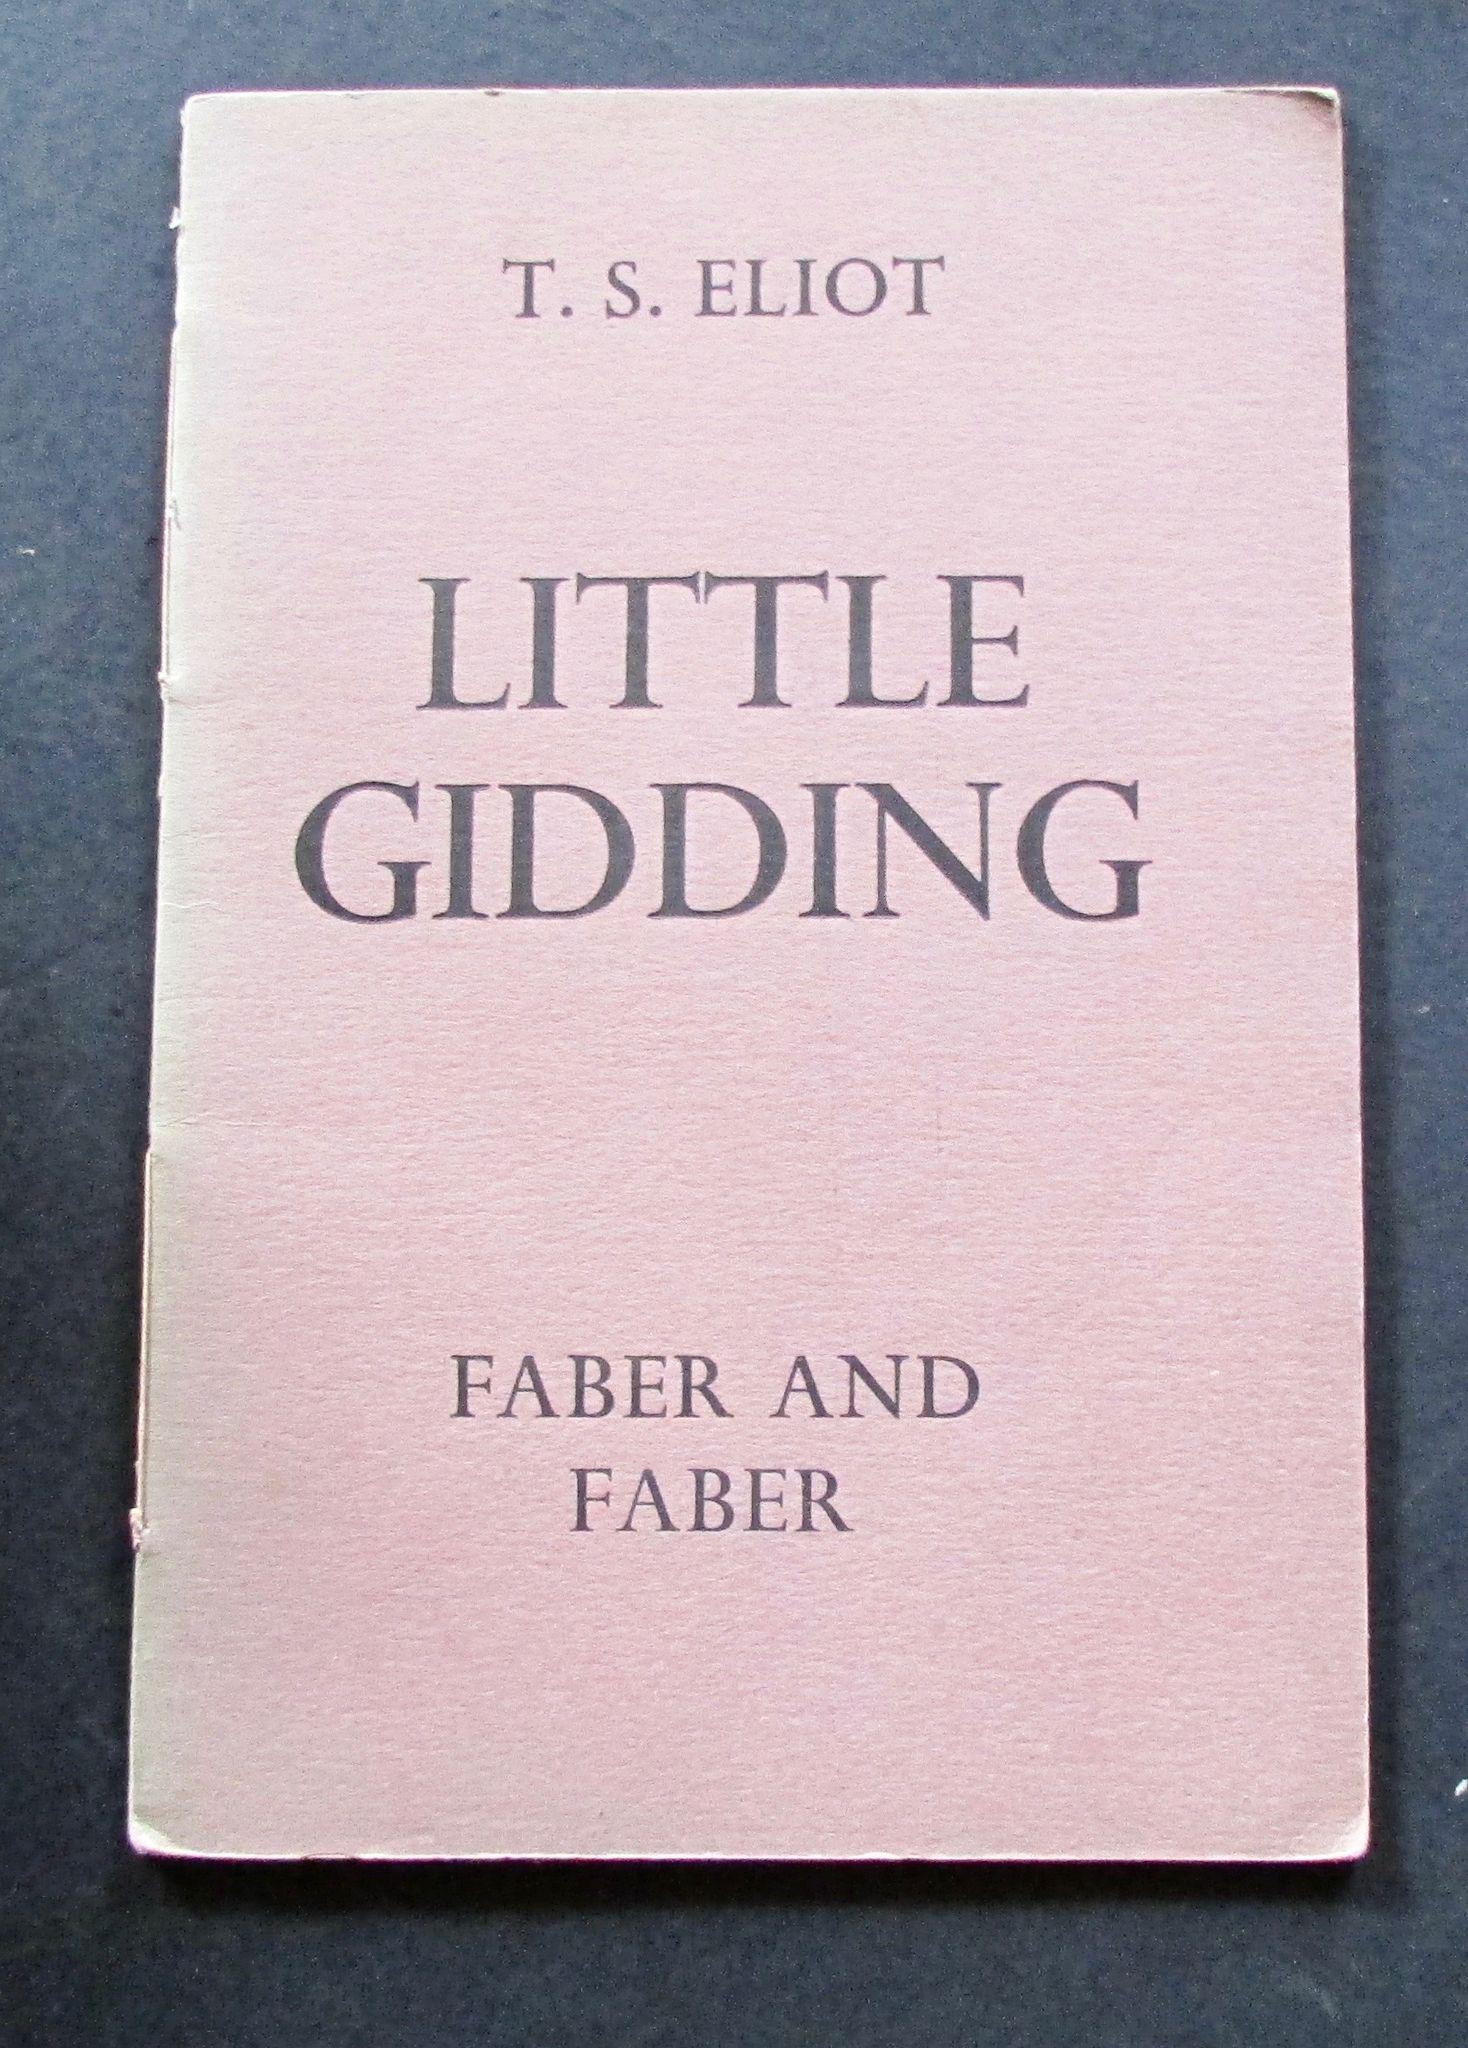 T. S. ELIOT
LITTLE
GIDDING
FABER AND
FABER